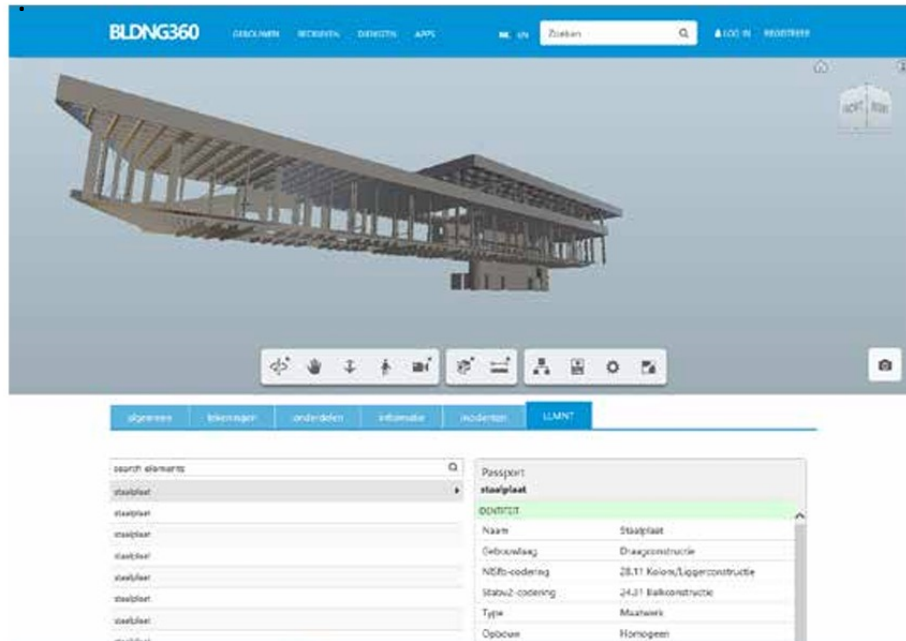 BLDNG360 GEBOUWEN BEDRIJVEN DIENSTEN APPS NL EN Zoeken LOG IN REGISTREER
algemeen tekeningen onderdelen informatie incidenten LLMNT
search elements
staalplaat
staalplaat
staalplaat
staalplaat
staalplaat
staalplaat
staalplaat
staalplaat
Passport
staalplaat
IDENTITEIT
Naam Staalplaat
Gebouwlaag Draagconstructie
NlSfb-codering 28.11 Kolom/Liggerconstructie
Stabu2-codering 24.31 Balkconstructie
Type Maatwerk
Opbouw Homogeen